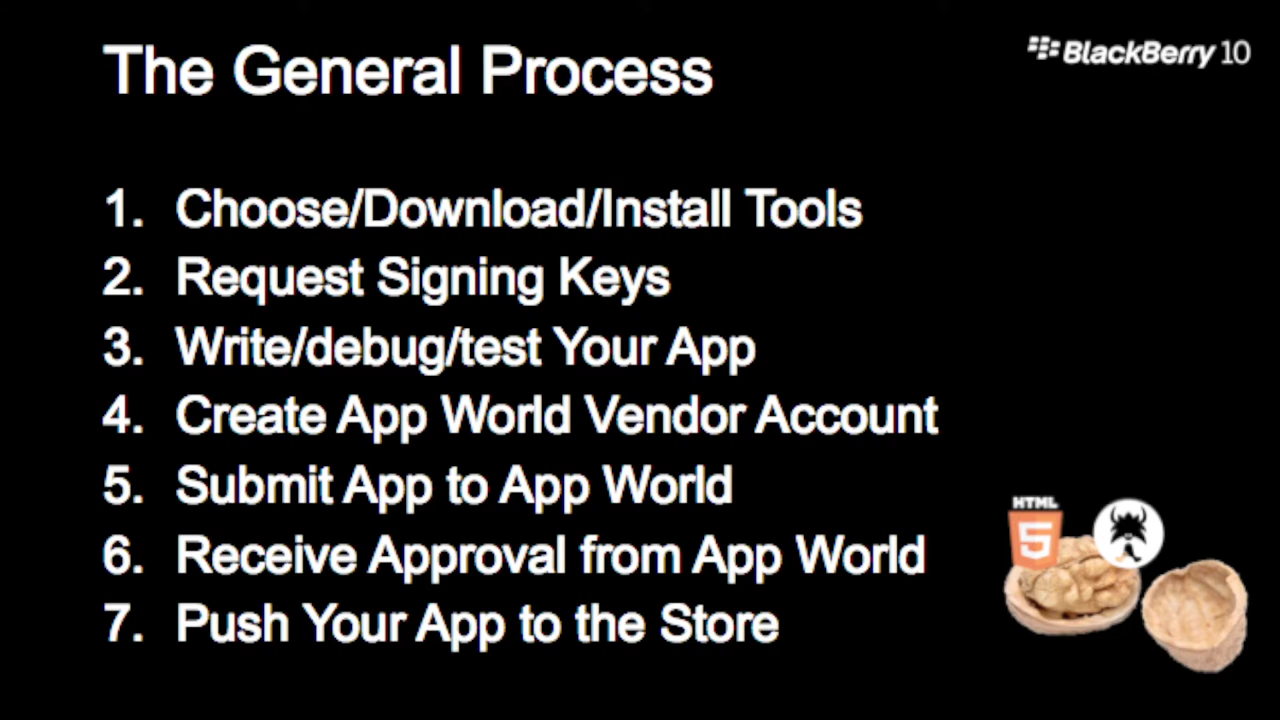 The General Process
BlackBerry 10
1. Choose/Download/Install Tools
2. Request Signing Keys
3. Write/debug/test Your App
4. Create App World Vendor Account
5. Submit App to App World
6. Receive Approval from App World
7. Push Your App to the Store
HTML
5